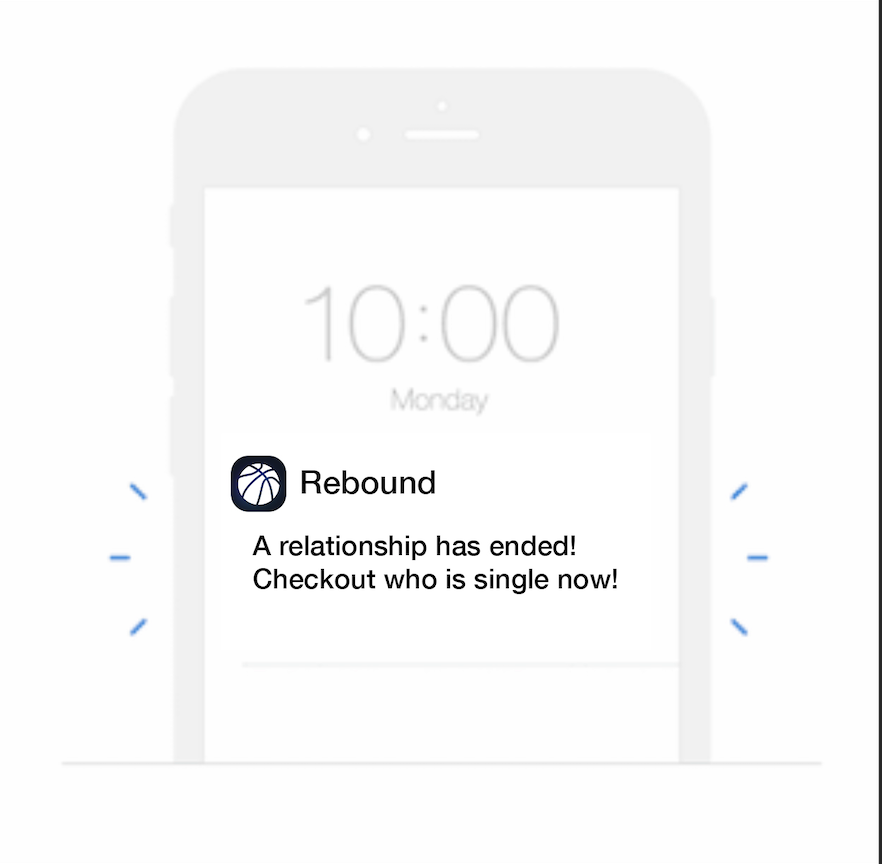 10:00
Monday
Rebound
A relationship has ended!
Checkout who is single now!